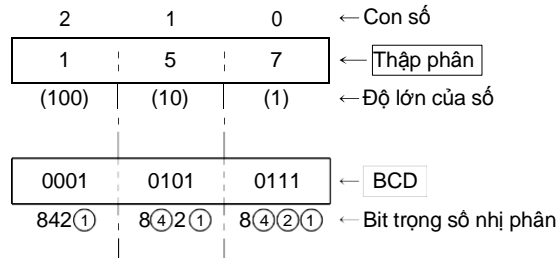 2 1 0 ← Con số
1 5 7 ← Thập phân
(100) (10) (1) ← Độ lớn của số
0001 0101 0111 ← BCD
842① 8④2① 8④②① ← Bit trọng số nhị phân